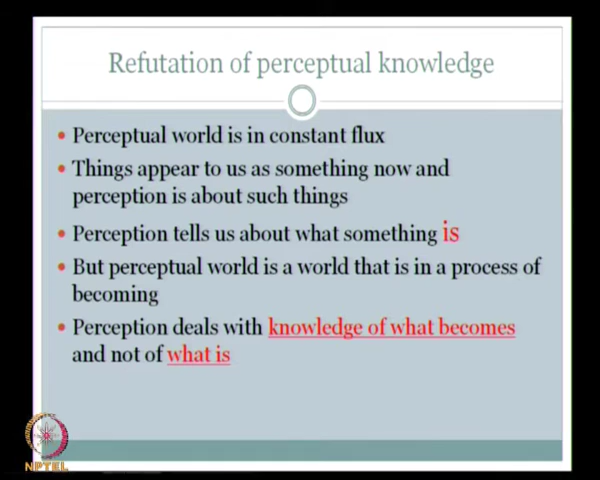 Refutation of perceptual knowledge
• Perceptual world is in constant flux
• Things appear to us as something now and
perception is about such things
• Perception tells us about what something is
• But perceptual world is a world that is in a process of
becoming
• Perception deals with knowledge of what becomes
and not of what is
NPTEL